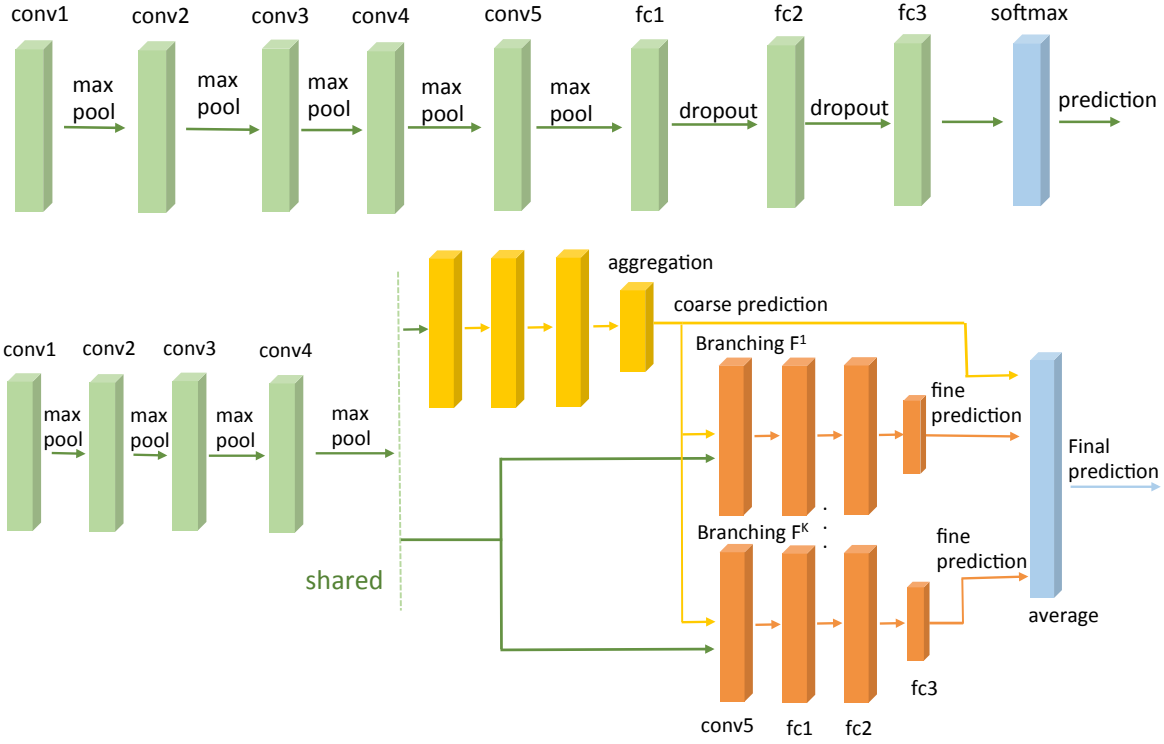 conv1 conv2 conv3 conv4 conv5 fc1 fc2 fc3 softmax
max
pool
max
pool
max
pool
max
pool
max
pool
dropout
dropout
prediction
aggregation
coarse prediction
conv1 conv2 conv3 conv4
max
pool
max
pool
max
pool
max
pool
shared
Branching F¹
fine
prediction
Final
prediction
Branching Fᴷ
fine
prediction
average
fc3
conv5 fc1 fc2